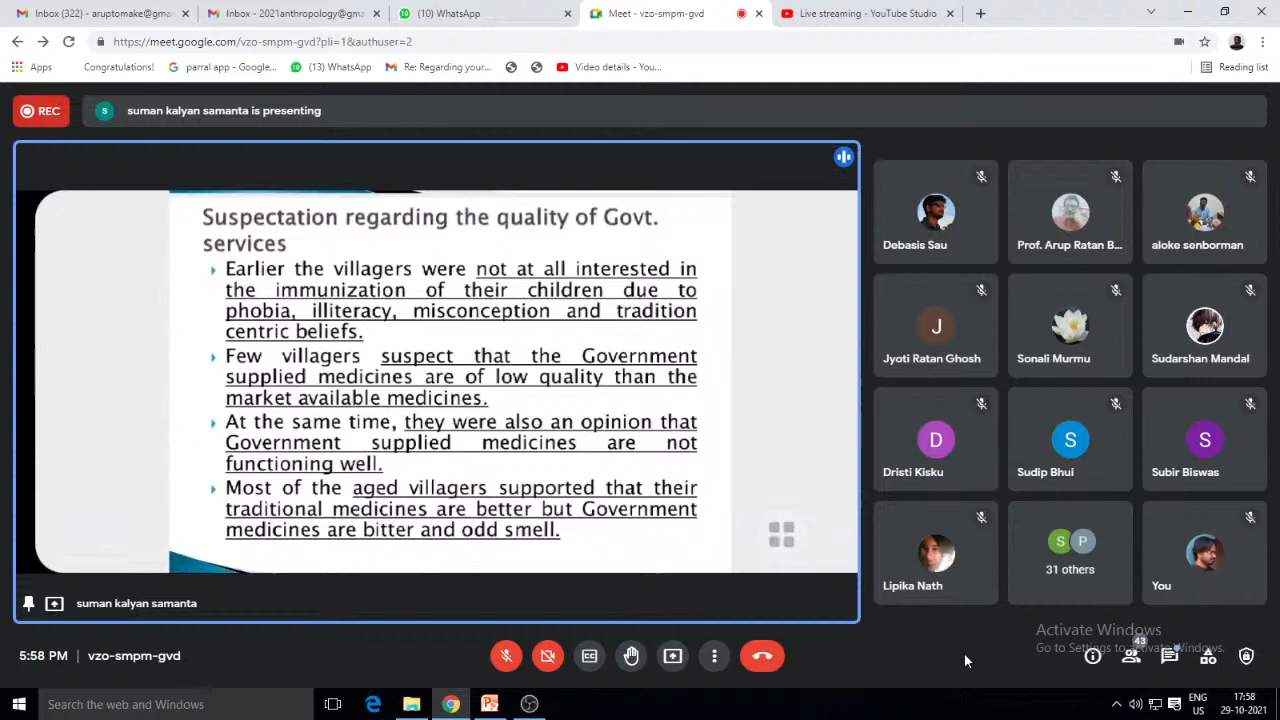 Inbox (322) - aruptomake@gma
Inbox - 2021anthropology@gma
(10) WhatsApp
Meet - vzo-smpm-gvd
Live streaming - YouTube Studio
https://meet.google.com/vzo-smpm-gvd?pli=1&authuser=2
Apps
Congratulations!
parral app - Google...
(13) WhatsApp
Re: Regarding your...
Video details - You...
Reading list
REC
s
suman kalyan samanta is presenting
Suspectation regarding the quality of Govt.
services
Earlier the villagers were not at all interested in
the immunization of their children due to
phobia, illiteracy, misconception and tradition
centric beliefs.
Few villagers suspect that the Government
supplied medicines are of low quality than the
market available medicines.
At the same time, they were also an opinion that
Government supplied medicines are not
functioning well.
Most of the aged villagers supported that their
traditional medicines are better but Government
medicines are bitter and odd smell.
suman kalyan samanta
Debasis Sau
Prof. Arup Ratan B...
aloke senborman
J
Jyoti Ratan Ghosh
Sonali Murmu
Sudarshan Mandal
D
Dristi Kisku
S
Sudip Bhui
S
Subir Biswas
Lipika Nath
S P
31 others
You
Activate Windows
Go to Settings to activate Windows.
43
5:58 PM | vzo-smpm-gvd
Search the web and Windows
ENG
US
17:58
29-10-2021